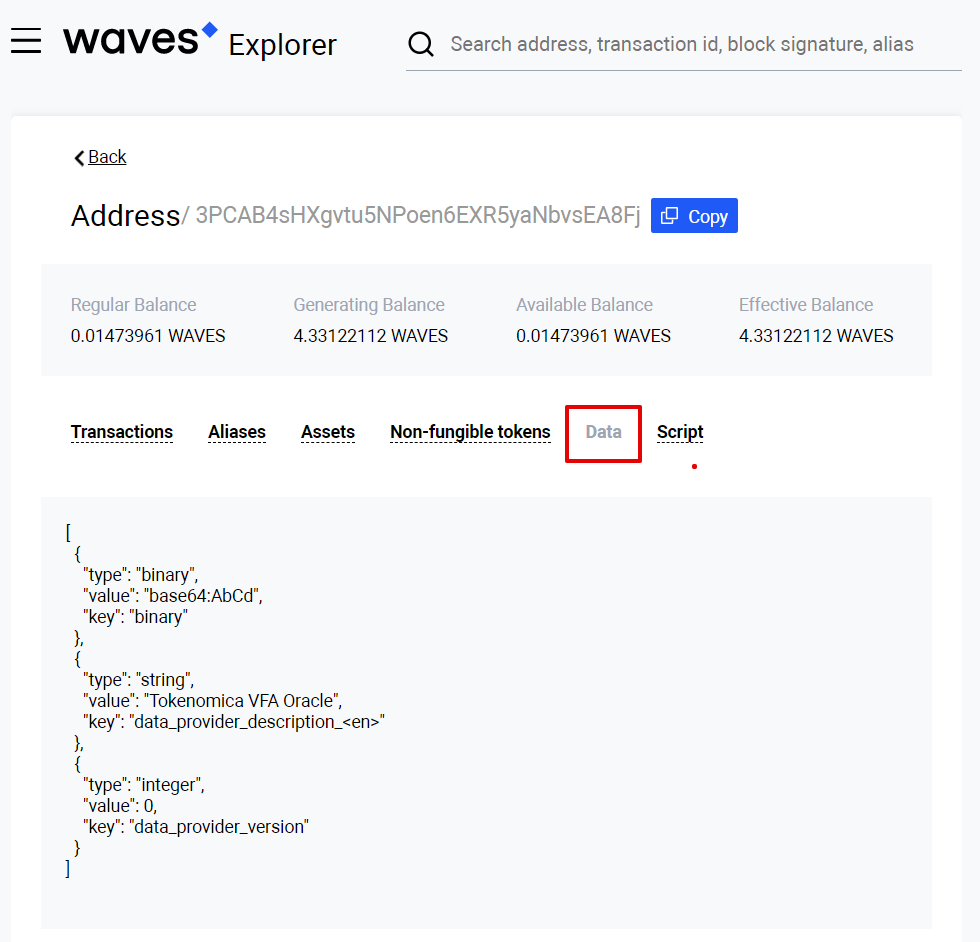 waves Explorer
Search address, transaction id, block signature, alias
Back
Address/ 3PCAB4sHXgvtu5NPoen6EXR5yaNbvsEA8Fj Copy
Regular Balance Generating Balance Available Balance Effective Balance
0.01473961 WAVES 4.33122112 WAVES 0.01473961 WAVES 4.33122112 WAVES
Transactions Aliases Assets Non-fungible tokens Data Script
[
{
"type": "binary",
"value": "base64:AbCd",
"key": "binary"
},
{
"type": "string",
"value": "Tokenomica VFA Oracle",
"key": "data_provider_description_<en>"
},
{
"type": "integer",
"value": 0,
"key": "data_provider_version"
}
]